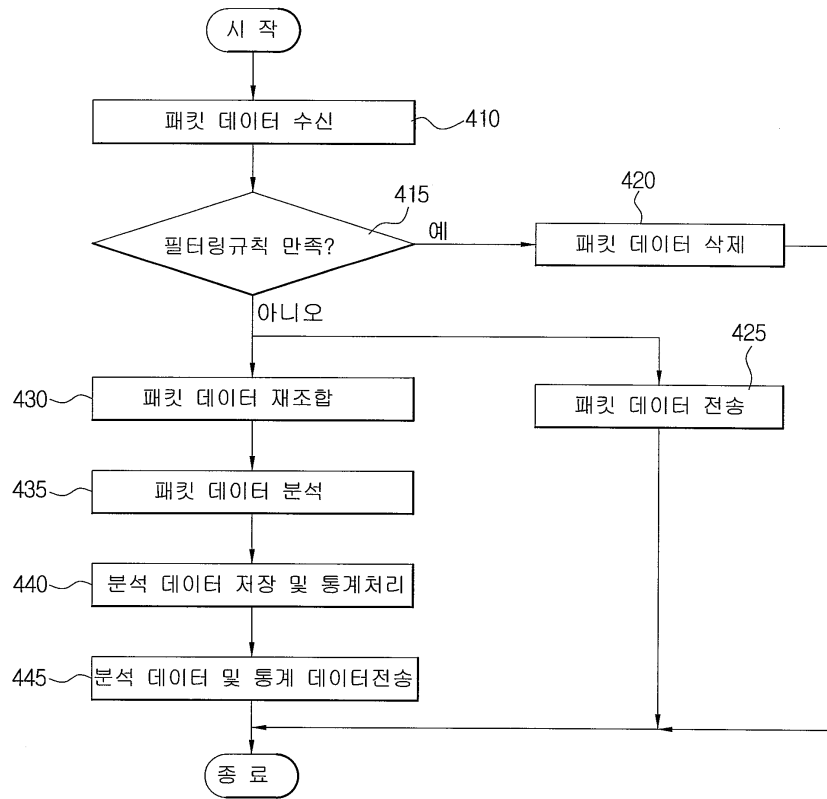 시 작
패킷 데이터 수신
410
415
필터링규칙 만족?
예
420
패킷 데이터 삭제
아니오
425
430
패킷 데이터 재조합
패킷 데이터 전송
435
패킷 데이터 분석
440
분석 데이터 저장 및 통계처리
445
분석 데이터 및 통계 데이터전송
종 료